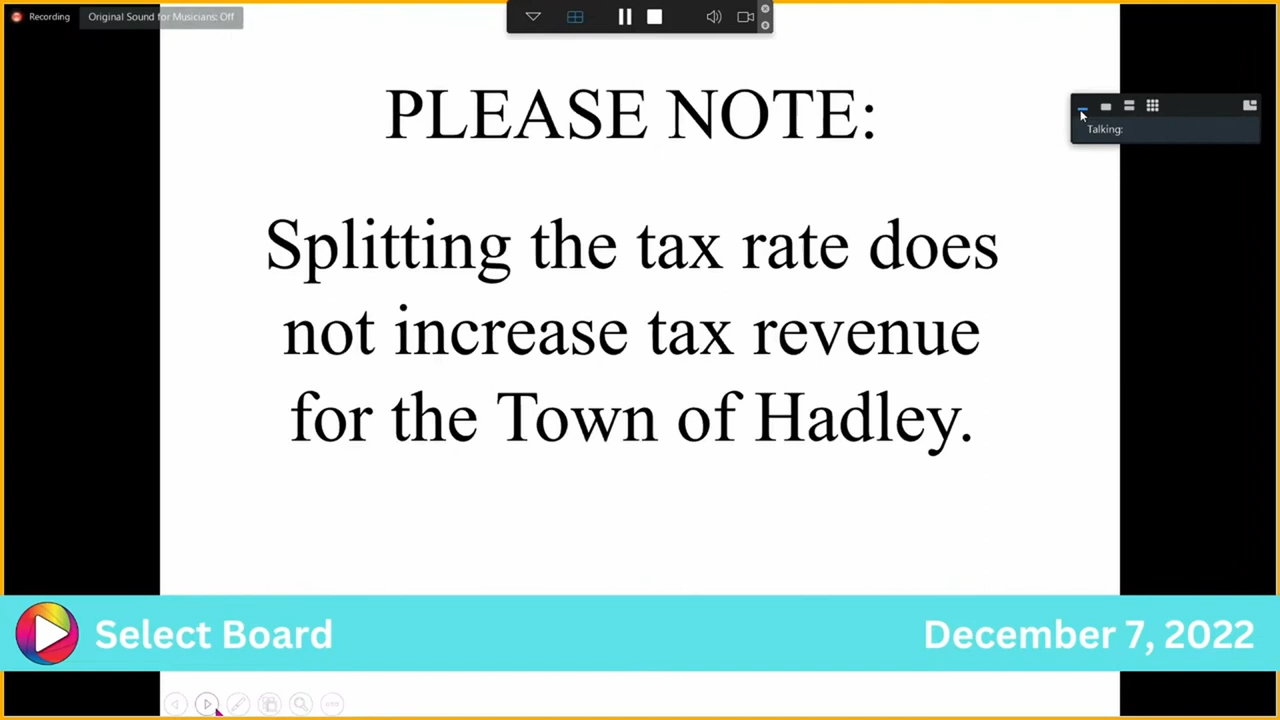 Recording
Original Sound for Musicians: Off
PLEASE NOTE:
Talking:
Splitting the tax rate does
not increase tax revenue
for the Town of Hadley.
Select Board
December 7, 2022